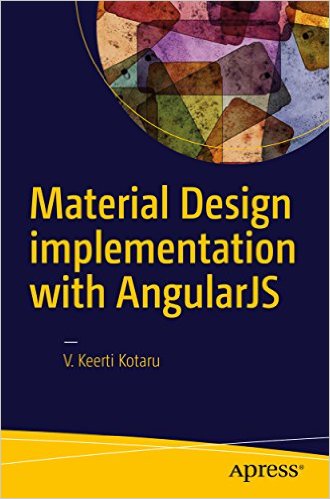 Material Design
implementation
with AngularJS
V. Keerti Kotaru
Apress®